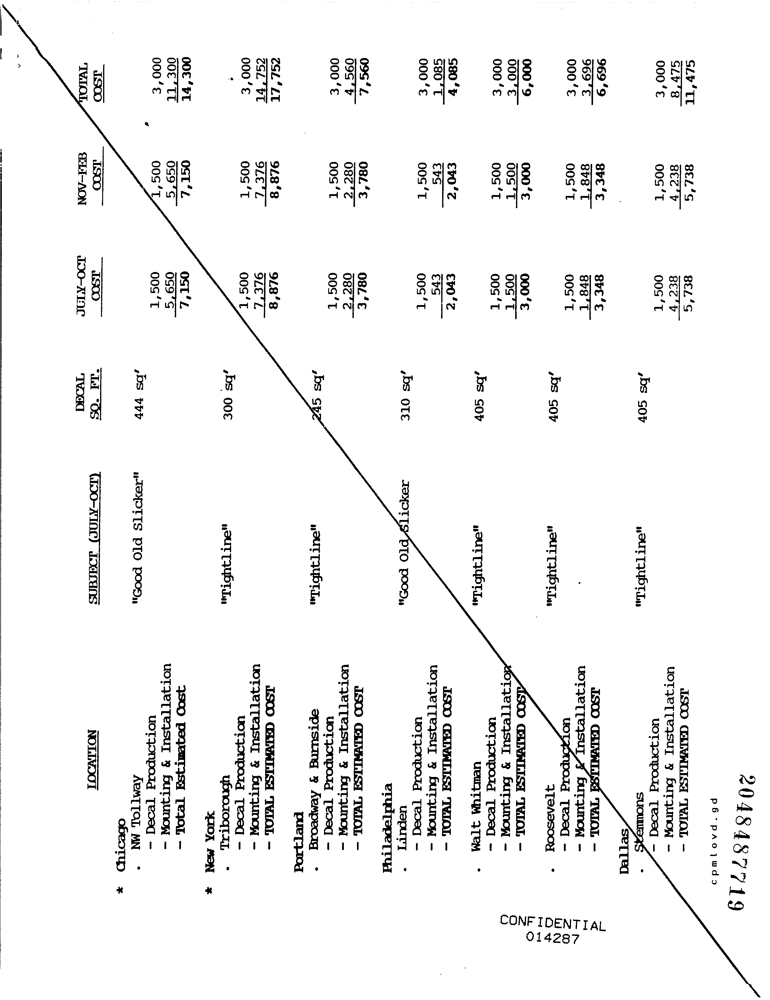 LOCATION SUBJECT (JULY-OCT) DECAL SQ. FT. JULY-OCT COST NOV-FEB COST TOTAL COST
* Chicago
. NW Tollway "Good Old Slicker" 444 sq'
- Decal Production 1,500 1,500 3,000
- Mounting & Installation 5,650 5,650 11,300
- Total Estimated Cost 7,150 7,150 14,300
* New York
. Triborough "Tightline" 300 sq'
- Decal Production 1,500 1,500 3,000
- Mounting & Installation 7,376 7,376 14,752
- TOTAL ESTIMATED COST 8,876 8,876 17,752
Portland
. Broadway & Burnside "Tightline" 245 sq'
- Decal Production 1,500 1,500 3,000
- Mounting & Installation 2,280 2,280 4,560
- TOTAL ESTIMATED COST 3,780 3,780 7,560
Philadelphia
. Linden "Good Old Slicker 310 sq'
- Decal Production 1,500 1,500 3,000
- Mounting & Installation 543 543 1,085
- TOTAL ESTIMATED COST 2,043 2,043 4,085
. Walt Whitman "Tightline" 405 sq'
- Decal Production 1,500 1,500 3,000
- Mounting & Installation 1,500 1,500 3,000
- TOTAL ESTIMATED COST 3,000 3,000 6,000
. Roosevelt "Tightline" 405 sq'
- Decal Production 1,500 1,500 3,000
- Mounting & Installation 1,848 1,848 3,696
- TOTAL ESTIMATED COST 3,348 3,348 6,696
Dallas
. Stemmons "Tightline" 405 sq'
- Decal Production 1,500 1,500 3,000
- Mounting & Installation 4,238 4,238 8,475
- TOTAL ESTIMATED COST 5,738 5,738 11,475
cpmlovd.gd
2048487719
CONFIDENTIAL
014287